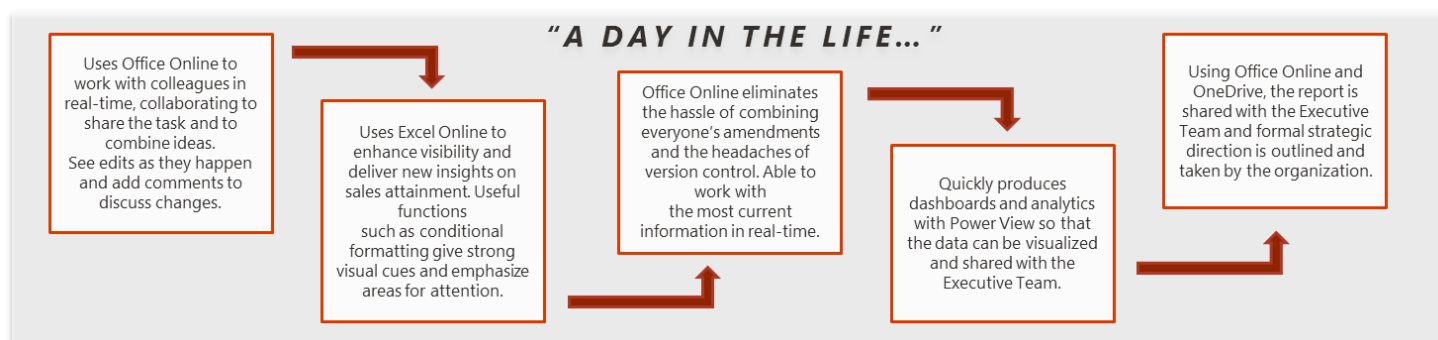 "A DAY IN THE LIFE…"
Uses Office Online to
work with colleagues in
real-time, collaborating to
share the task and to
combine ideas.
See edits as they happen
and add comments to
discuss changes.
Uses Excel Online to
enhance visibility and
deliver new insights on
sales attainment. Useful
functions
such as conditional
formatting give strong
visual cues and emphasize
areas for attention.
Office Online eliminates
the hassle of combining
everyone's amendments
and the headaches of
version control. Able to
work with
the most current
information in real-time.
Quickly produces
dashboards and analytics
with Power View so that
the data can be visualized
and shared with the
Executive Team.
Using Office Online and
OneDrive, the report is
shared with the Executive
Team and formal strategic
direction is outlined and
taken by the organization.